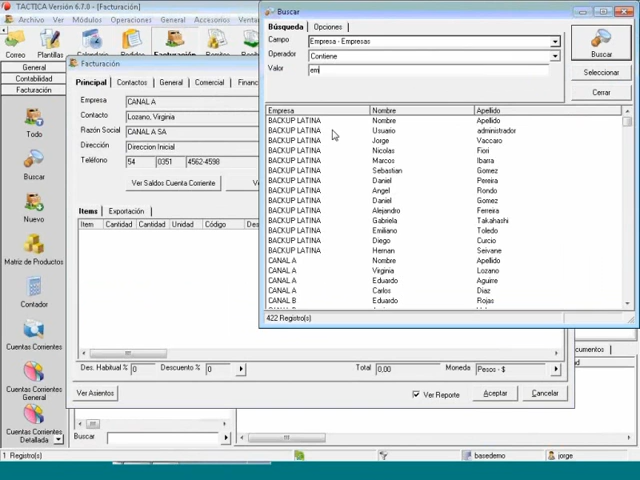 TACTICA Versión 6.7.0 - [Facturación]
Archivo Ver Módulos Operaciones General Accesorios Ventana
Correo Plantillas Calendario Pedidos Facturación Remitos
General
Contabilidad
Facturación
Todo
Buscar
Nuevo
Matriz de Productos
Contador
Cuentas Corrientes
Cuentas Corrientes General
Cuentas Corrientes Detallada
Facturación
Principal Contactos General Comercial
Empresa CANAL A
Contacto Lozano, Virginia
Razón Social CANAL A SA
Dirección Direccion Inicial
Teléfono 54 0351 4562-4598
Ver Saldos Cuenta Corriente
Items Exportación
Item Cantidad Cantidad Unidad Código
Des. Habitual % 0 Descuento % 0 Total 0,00 Moneda Pesos - $
Ver Asientos Ver Reporte Aceptar Cancelar
Buscar
Búsqueda Opciones
Campo Empresa - Empresas
Operador Contiene
Valor em
Buscar
Seleccionar
Cerrar
Empresa Nombre Apellido
BACKUP LATINA Nombre Apellido
BACKUP LATINA Usuario administrador
BACKUP LATINA Jorge Vaccaro
BACKUP LATINA Nicolas Fiori
BACKUP LATINA Marcos Ibarra
BACKUP LATINA Sebastian Gomez
BACKUP LATINA Daniel Pereira
BACKUP LATINA Angel Rondo
BACKUP LATINA Daniel Gomez
BACKUP LATINA Alejandro Ferreira
BACKUP LATINA Gabriela Takahashi
BACKUP LATINA Emiliano Toledo
BACKUP LATINA Diego Curcio
BACKUP LATINA Hernan Seivane
CANAL A Nombre Apellido
CANAL A Virginia Lozano
CANAL A Eduardo Aguirre
CANAL A Carlos Diaz
CANAL B Eduardo Rojas
422 Registro(s)
Buscar
1 Registro(s) basedemo jorge